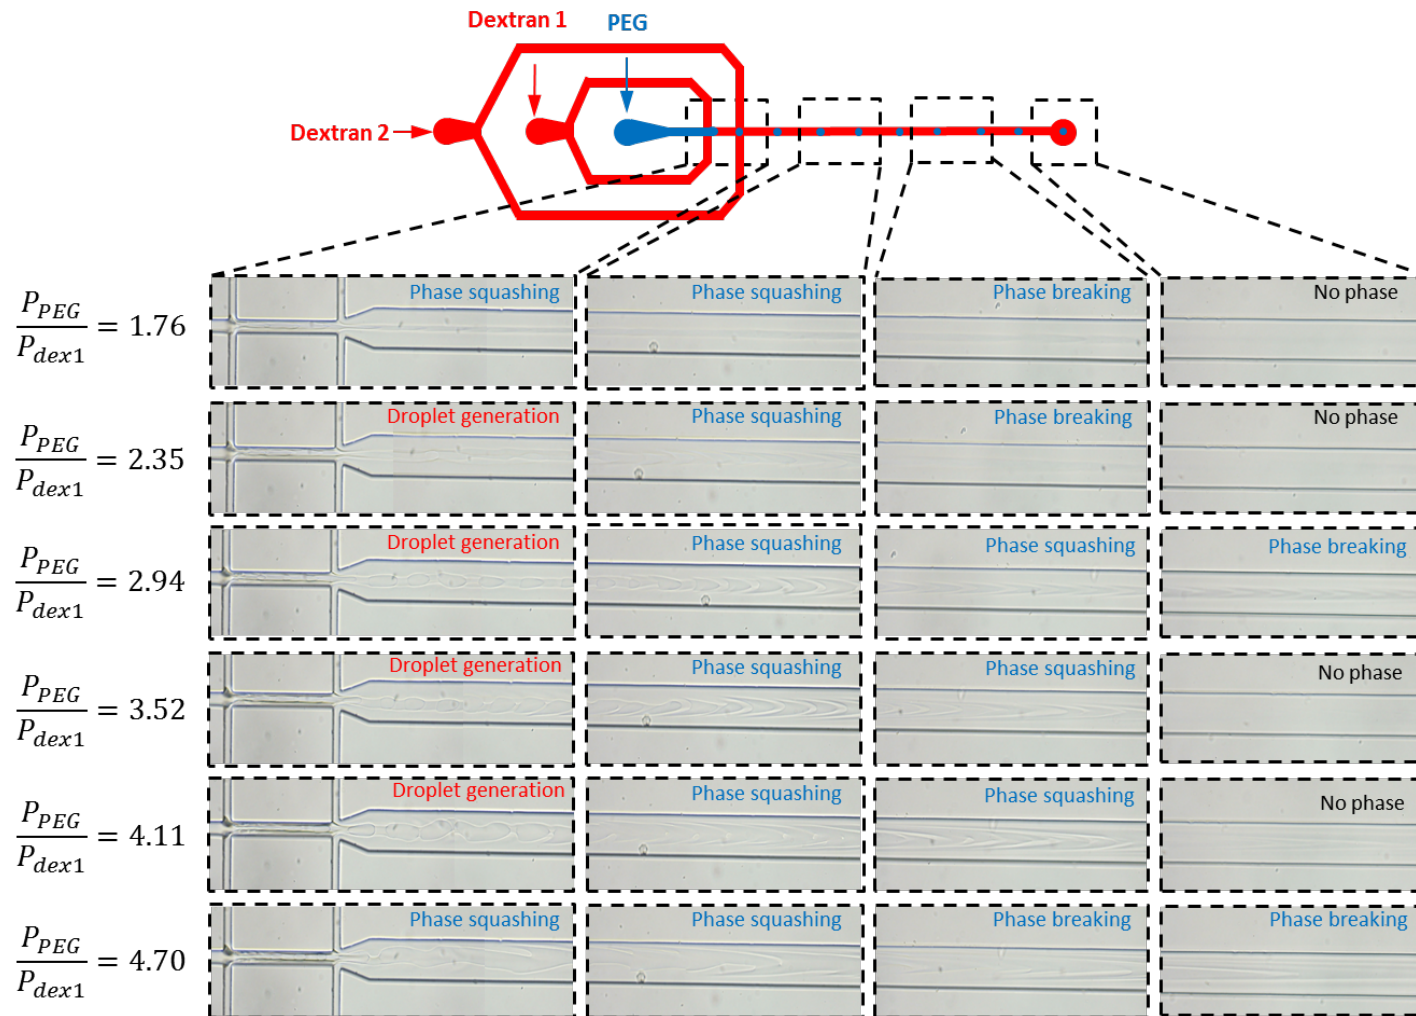 Dextran 1
PEG
Dextran 2
P_PEG / P_dex1 = 1.76
Phase squashing
Phase squashing
Phase breaking
No phase
P_PEG / P_dex1 = 2.35
Droplet generation
Phase squashing
Phase breaking
No phase
P_PEG / P_dex1 = 2.94
Droplet generation
Phase squashing
Phase squashing
Phase breaking
P_PEG / P_dex1 = 3.52
Droplet generation
Phase squashing
Phase squashing
No phase
P_PEG / P_dex1 = 4.11
Droplet generation
Phase squashing
Phase squashing
No phase
P_PEG / P_dex1 = 4.70
Phase squashing
Phase squashing
Phase breaking
Phase breaking